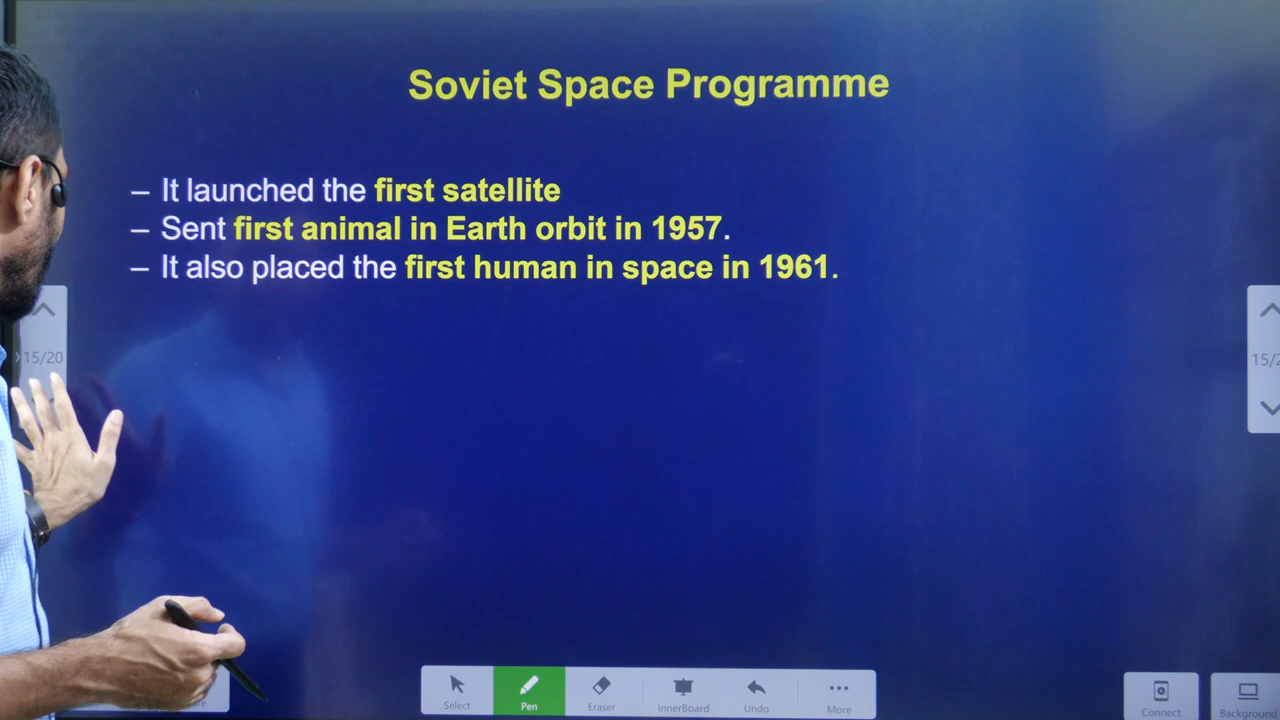 Soviet Space Programme
– It launched the first satellite
– Sent first animal in Earth orbit in 1957.
– It also placed the first human in space in 1961.
15/20
Select
Pen
Eraser
InnerBoard
Undo
More
Connect
Background